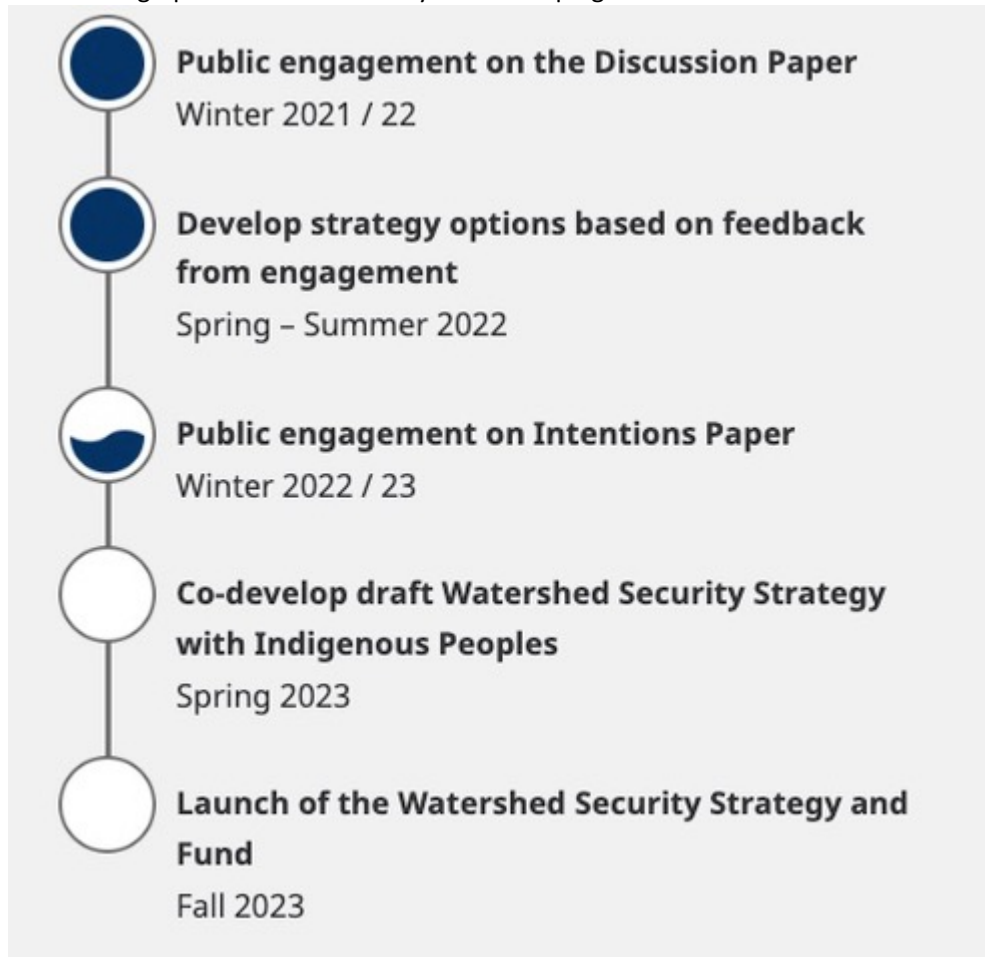 Public engagement on the Discussion Paper
Winter 2021 / 22
Develop strategy options based on feedback
from engagement
Spring – Summer 2022
Public engagement on Intentions Paper
Winter 2022 / 23
Co-develop draft Watershed Security Strategy
with Indigenous Peoples
Spring 2023
Launch of the Watershed Security Strategy and
Fund
Fall 2023